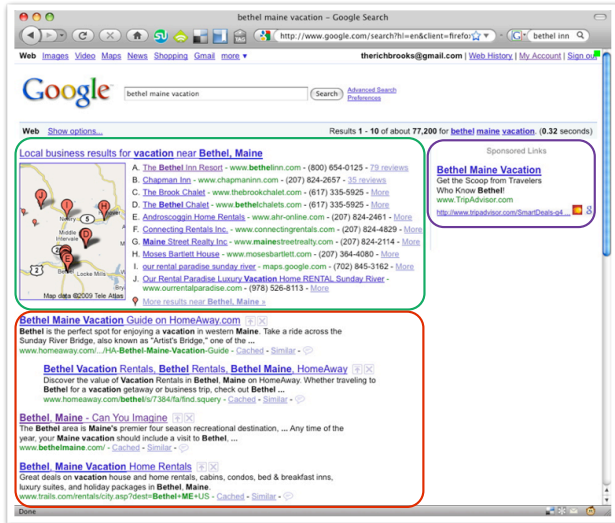 bethel maine vacation - Google Search
http://www.google.com/search?hl=en&client=firefo
bethel inn
Web Images Video Maps News Shopping Gmail more ▼
therichbrooks@gmail.com | Web History | My Account | Sign out
Google
bethel maine vacation
Search
Advanced Search
Preferences
Web Show options...
Results 1 - 10 of about 77,200 for bethel maine vacation. (0.32 seconds)
Local business results for vacation near Bethel, Maine
A. The Bethel Inn Resort - www.bethelinn.com - (800) 654-0125 - 79 reviews
B. Chapman Inn - www.chapmaninn.com - (207) 824-2657 - 35 reviews
C. The Brook Chalet - www.thebrookchalet.com - (617) 335-5925 - More
D. The Bethel Chalet - www.bethelchalets.com - (617) 335-5925 - More
E. Androscoggin Home Rentals - www.ahr-online.com - (207) 824-2461 - More
F. Connecting Rentals Inc. - www.connectingrentals.com - (207) 824-4829 - More
G. Maine Street Realty Inc - www.mainestreetrealty.com - (207) 824-2114 - More
H. Moses Bartlett House - www.mosesbartlett.com - (207) 364-4080 - More
I. our rental paradise sunday river - maps.google.com - (702) 845-3162 - More
J. Our Rental Paradise Luxury Vacation Home RENTAL Sunday River -
www.ourrentalparadise.com - (978) 526-8113 - More
More results near Bethel, Maine »
J
I
H
Newry
5
Middle
Intervale
D
E
2
Bethel
Locke Mills
Map data ©2009 Tele Atlas
Sponsored Links
Bethel Maine Vacation
Get the Scoop from Travelers
Who Know Bethel!
www.TripAdvisor.com
http://www.tripadvisor.com/SmartDeals-g4 ...
Bethel Maine Vacation Guide on HomeAway.com
Bethel is the perfect spot for enjoying a vacation in western Maine. Take a ride across the
Sunday River Bridge, also known as "Artist's Bridge," one of the ...
www.homeaway.com/.../HA-Bethel-Maine-Vacation-Guide - Cached - Similar -
Bethel Vacation Rentals, Bethel Rentals, Bethel Maine, HomeAway
Discover the value of Vacation Rentals in Bethel, Maine on HomeAway. Whether traveling to
Bethel for a vacation getaway or business trip, check out Bethel ...
www.homeaway.com/bethel/s/7384/fa/find.squery - Cached - Similar -
Bethel, Maine - Can You Imagine
The Bethel area is Maine's premier four season recreational destination, ... Any time of the
year, your Maine vacation should include a visit to Bethel, ...
www.bethelmaine.com/ - Cached - Similar -
Bethel, Maine Vacation Home Rentals
Great deals on vacation house and home rentals, cabins, condos, bed & breakfast inns,
luxury suites, and holiday packages in Bethel, Maine.
www.trails.com/rentals/city.asp?dest=Bethel+ME+US - Cached - Similar -
Done